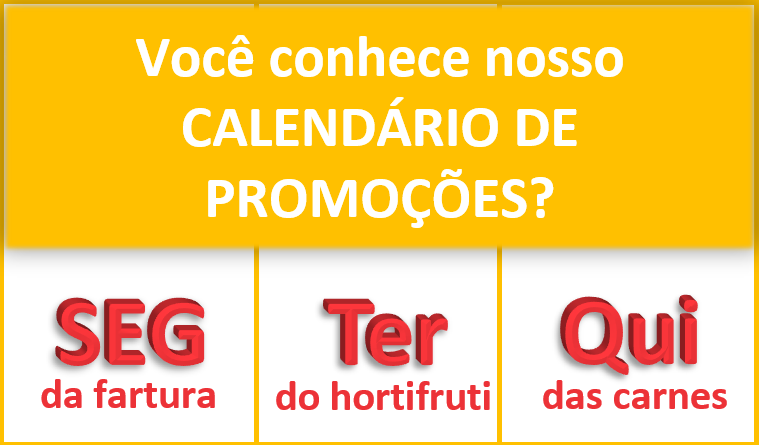 Você conhece nosso
CALENDÁRIO DE
PROMOÇÕES?
SEG
da fartura
Ter
do hortifruti
Qui
das carnes